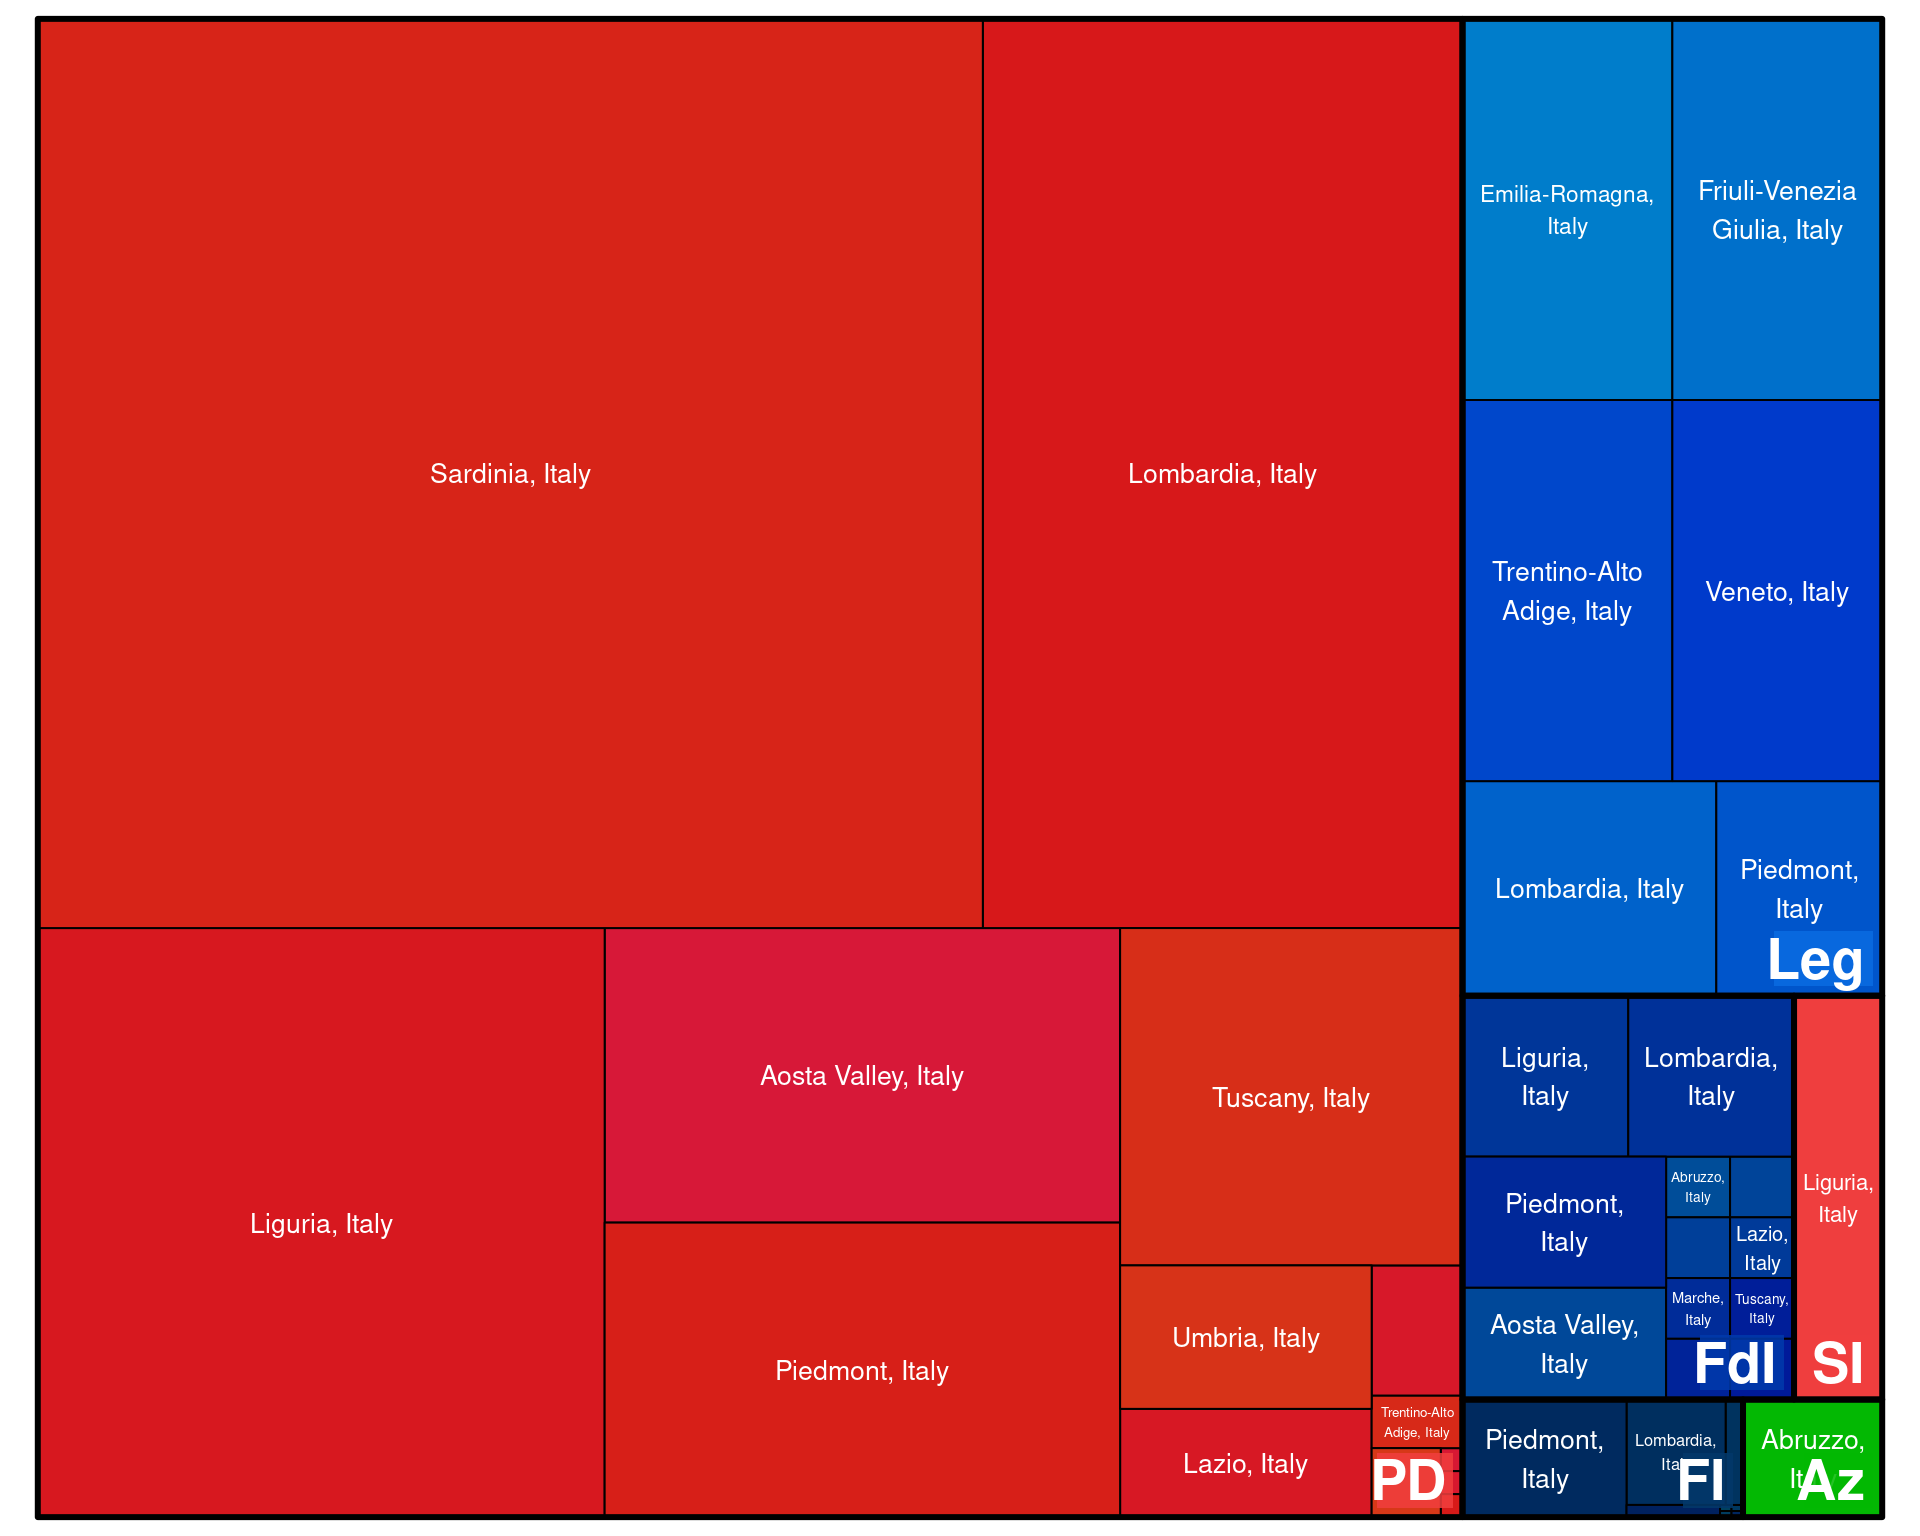 Sardinia, Italy
Lombardia, Italy
Liguria, Italy
Aosta Valley, Italy
Piedmont, Italy
Tuscany, Italy
Umbria, Italy
Lazio, Italy
Trentino-Alto
Adige, Italy
PD
Emilia-Romagna,
Italy
Friuli-Venezia
Giulia, Italy
Trentino-Alto
Adige, Italy
Veneto, Italy
Lombardia, Italy
Piedmont,
Italy
Leg
Liguria,
Italy
Lombardia,
Italy
Piedmont,
Italy
Aosta Valley,
Italy
Abruzzo,
Italy
Lazio,
Italy
Marche,
Italy
Tuscany,
Italy
FdI
Liguria,
Italy
SI
Piedmont,
Italy
Lombardia,
FI
Abruzzo,
Az